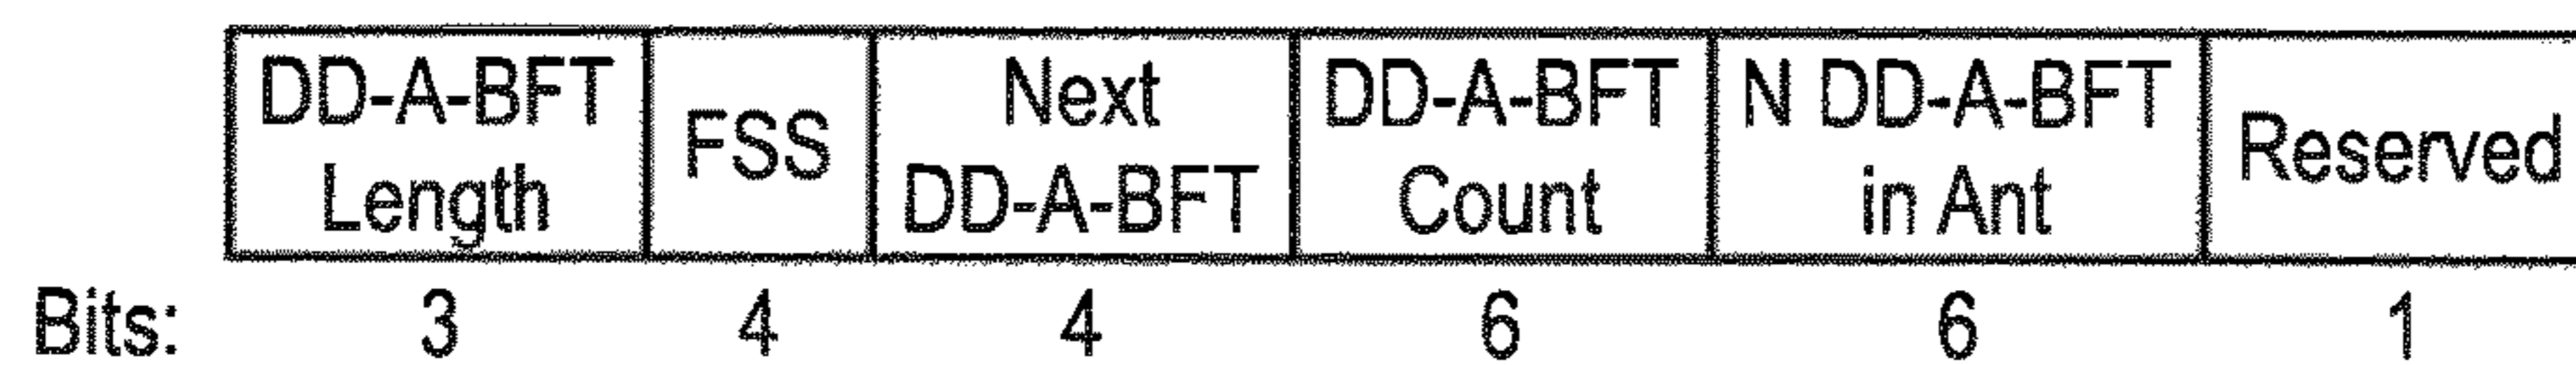 DD-A-BFT Length FSS Next DD-A-BFT DD-A-BFT Count N DD-A-BFT in Ant Reserved
Bits: 3 4 4 6 6 1